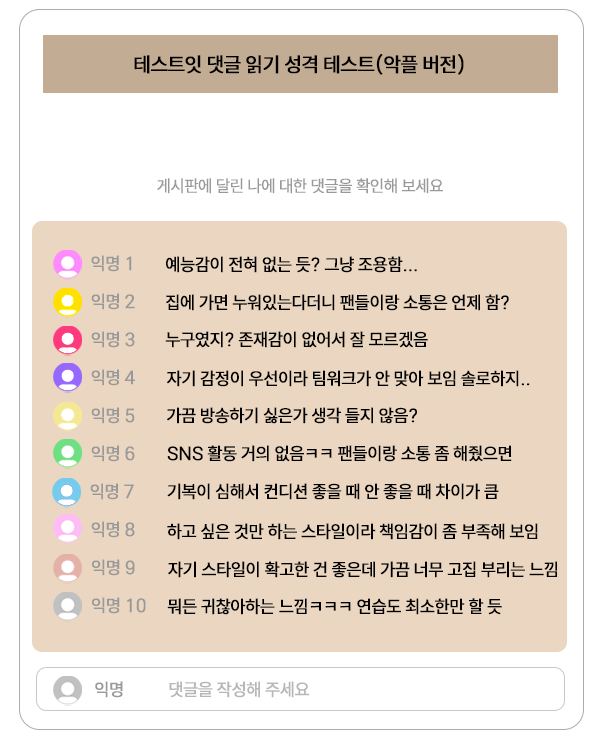 테스트잇 댓글 읽기 성격 테스트(악플 버전)
게시판에 달린 나에 대한 댓글을 확인해 보세요
익명 1 예능감이 전혀 없는 듯? 그냥 조용함...
익명 2 집에 가면 누워있는다더니 팬들이랑 소통은 언제 함?
익명 3 누구였지? 존재감이 없어서 잘 모르겠음
익명 4 자기 감정이 우선이라 팀워크가 안 맞아 보임 솔로하지..
익명 5 가끔 방송하기 싫은가 생각 들지 않음?
익명 6 SNS 활동 거의 없음ㅋㅋ 팬들이랑 소통 좀 해줬으면
익명 7 기복이 심해서 컨디션 좋을 때 안 좋을 때 차이가 큼
익명 8 하고 싶은 것만 하는 스타일이라 책임감이 좀 부족해 보임
익명 9 자기 스타일이 확고한 건 좋은데 가끔 너무 고집 부리는 느낌
익명 10 뭐든 귀찮아하는 느낌ㅋㅋㅋ 연습도 최소한만 할 듯
익명 댓글을 작성해 주세요